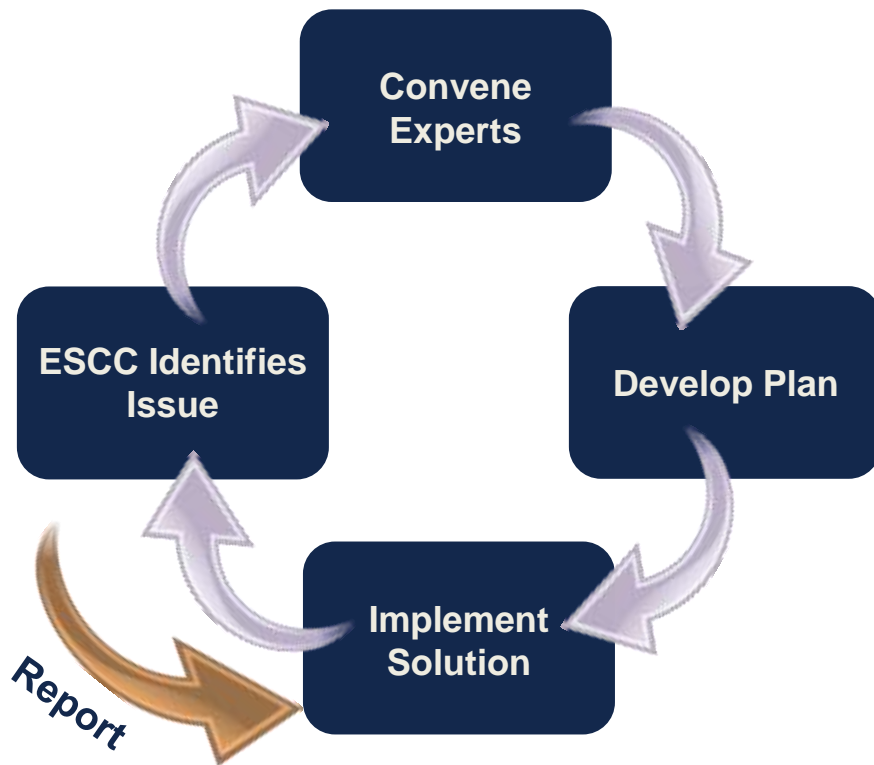 Convene
Experts
ESCC Identifies
Issue
Develop Plan
Implement
Solution
Report